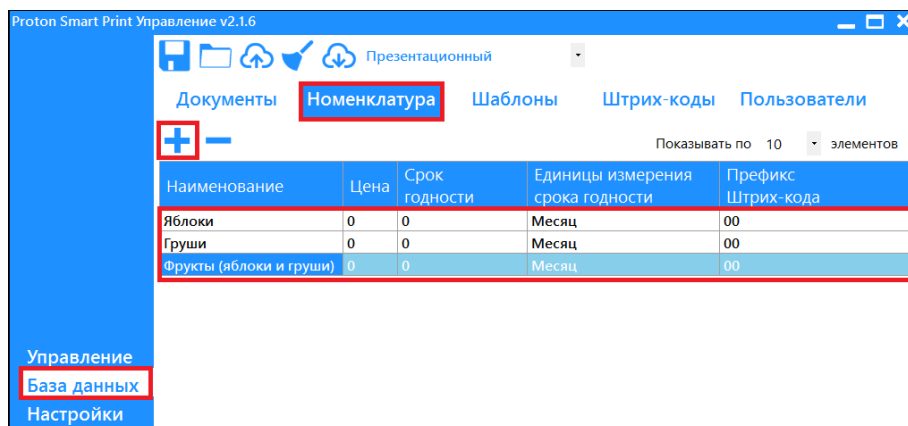 Proton Smart Print Управление v2.1.6
Презентационный
Документы Номенклатура Шаблоны Штрих-коды Пользователи
Показывать по 10 элементов
Наименование Цена Срок годности Единицы измерения срока годности Префикс Штрих-кода
Яблоки 0 0 Месяц 00
Груши 0 0 Месяц 00
Фрукты (яблоки и груши) 0 0 Месяц 00
Управление
База данных
Настройки